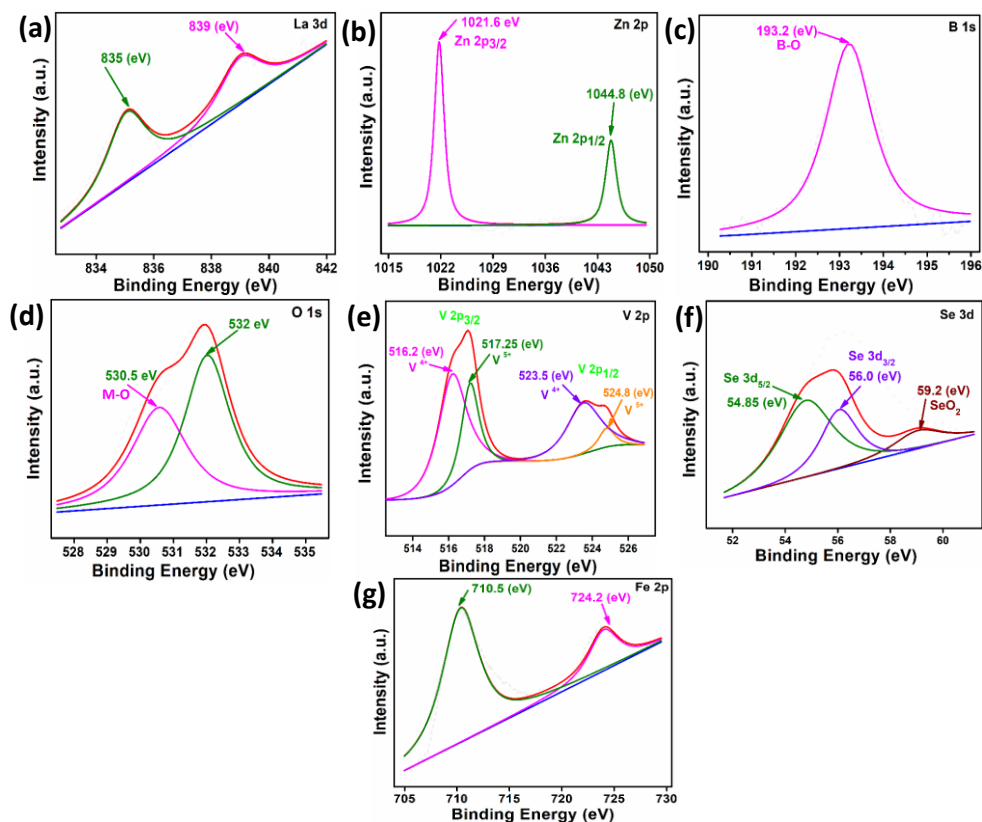 (a)
La 3d
835 (eV)
839 (eV)
Intensity (a.u.)
834 836 838 840 842
Binding Energy (eV)
(b)
Zn 2p
1021.6 eV
Zn 2p3/2
1044.8 (eV)
Zn 2p1/2
Intensity (a.u.)
1015 1022 1029 1036 1043 1050
Binding Energy (eV)
(c)
B 1s
193.2 (eV)
B-O
Intensity (a.u.)
190 191 192 193 194 195 196
Binding Energy (eV)
(d)
O 1s
532 eV
530.5 eV
M-O
Intensity (a.u.)
528 529 530 531 532 533 534 535
Binding Energy (eV)
(e)
V 2p
V 2p3/2
516.2 (eV)
V 4+
517.25 (eV)
V 5+
V 2p1/2
523.5 (eV)
V 4+
524.8 (eV)
V 5+
Intensity (a.u.)
514 516 518 520 522 524 526
Binding Energy (eV)
(f)
Se 3d
Se 3d3/2
56.0 (eV)
Se 3d5/2
54.85 (eV)
59.2 (eV)
SeO2
Intensity (a.u.)
52 54 56 58 60
Binding Energy (eV)
(g)
Fe 2p
710.5 (eV)
724.2 (eV)
Intensity (a.u.)
705 710 715 720 725 730
Binding Energy (eV)